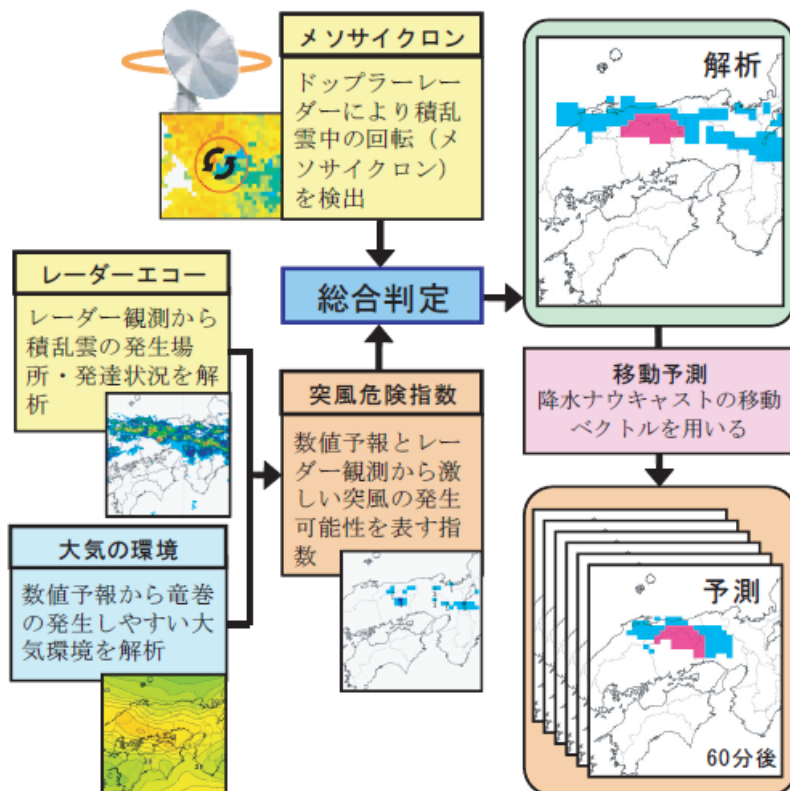 メソサイクロン
ドップラーレー
ダーにより積乱
雲中の回転（メ
ソサイクロン）
を検出
解析
レーダーエコー
レーダー観測から
積乱雲の発生場
所・発達状況を解
析
総合判定
移動予測
降水ナウキャストの移動
ベクトルを用いる
突風危険指数
数値予報とレー
ダー観測から激
しい突風の発生
可能性を表す指
数
大気の環境
数値予報から竜巻
の発生しやすい大
気環境を解析
予測
60分後